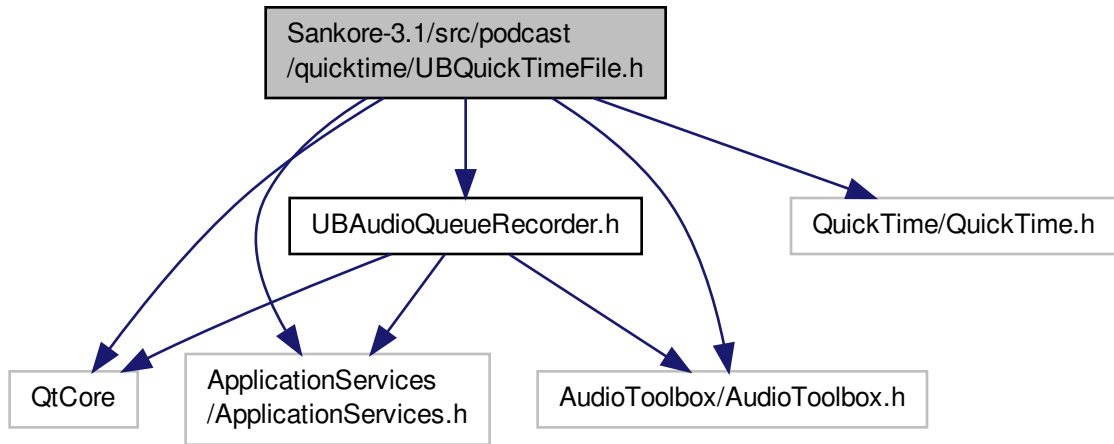 Sankore-3.1/src/podcast
/quicktime/UBQuickTimeFile.h
UBAudioQueueRecorder.h
QuickTime/QuickTime.h
QtCore
ApplicationServices
/ApplicationServices.h
AudioToolbox/AudioToolbox.h